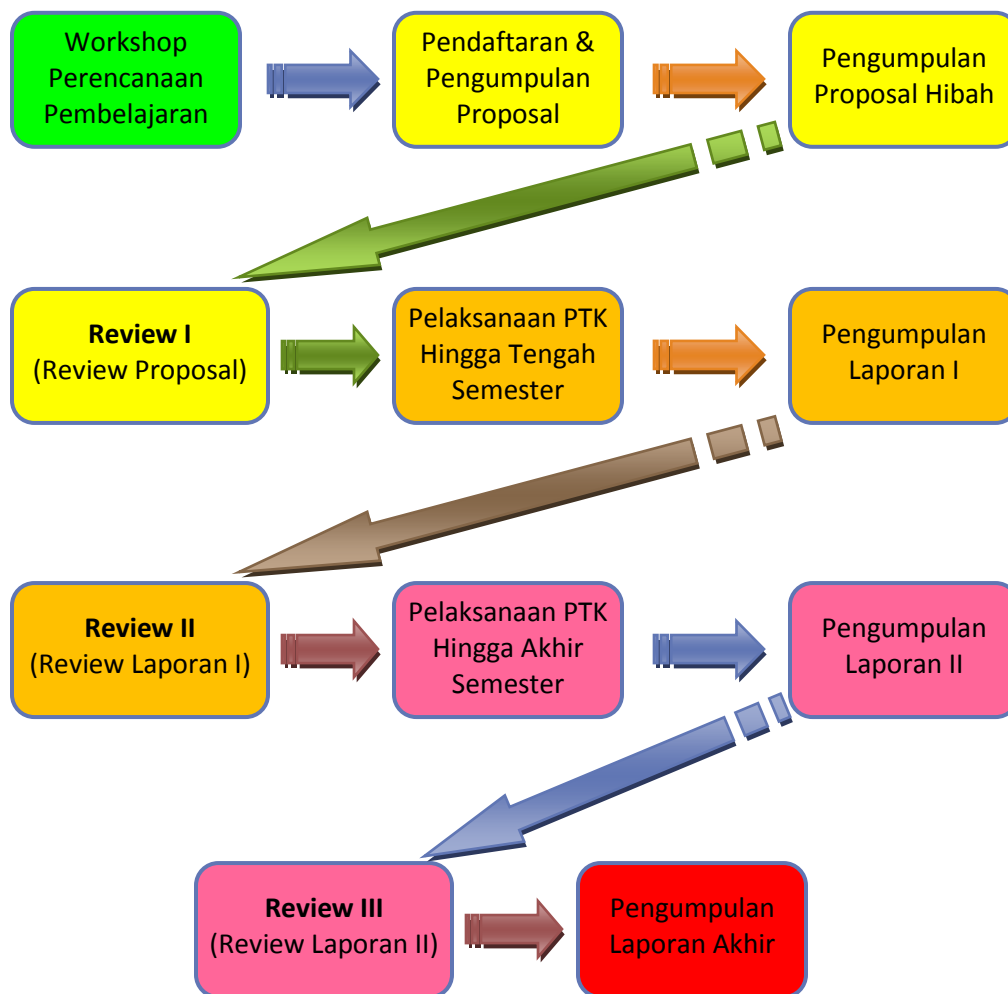 Workshop
Perencanaan
Pembelajaran
Pendaftaran &
Pengumpulan
Proposal
Pengumpulan
Proposal Hibah
Review I
(Review Proposal)
Pelaksanaan PTK
Hingga Tengah
Semester
Pengumpulan
Laporan I
Review II
(Review Laporan I)
Pelaksanaan PTK
Hingga Akhir
Semester
Pengumpulan
Laporan II
Review III
(Review Laporan II)
Pengumpulan
Laporan Akhir